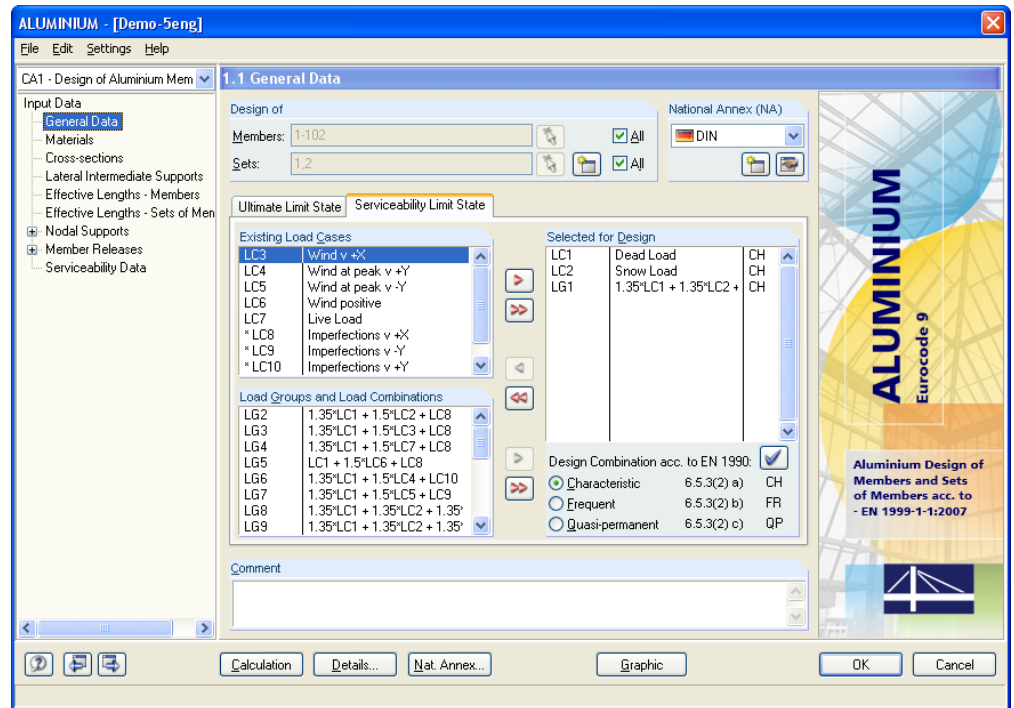 ALUMINIUM - [Demo-5eng]
File Edit Settings Help
CA1 - Design of Aluminium Mem
Input Data
General Data
Materials
Cross-sections
Lateral Intermediate Supports
Effective Lengths - Members
Effective Lengths - Sets of Men
Nodal Supports
Member Releases
Serviceability Data
1.1 General Data
Design of
Members: 1-102 All
Sets: 1,2 All
National Annex (NA)
DIN
Ultimate Limit State Serviceability Limit State
Existing Load Cases
LC3 Wind v +X
LC4 Wind at peak v +Y
LC5 Wind at peak v -Y
LC6 Wind positive
LC7 Live Load
* LC8 Imperfections v +X
* LC9 Imperfections v -Y
* LC10 Imperfections v +Y
Load Groups and Load Combinations
LG2 1.35*LC1 + 1.5*LC2 + LC8
LG3 1.35*LC1 + 1.5*LC3 + LC8
LG4 1.35*LC1 + 1.5*LC7 + LC8
LG5 LC1 + 1.5*LC6 + LC8
LG6 1.35*LC1 + 1.5*LC4 + LC10
LG7 1.35*LC1 + 1.5*LC5 + LC9
LG8 1.35*LC1 + 1.35*LC2 + 1.35*
LG9 1.35*LC1 + 1.35*LC2 + 1.35*
Selected for Design
LC1 Dead Load CH
LC2 Snow Load CH
LG1 1.35*LC1 + 1.35*LC2 + CH
Design Combination acc. to EN 1990:
Characteristic 6.5.3(2) a) CH
Frequent 6.5.3(2) b) FR
Quasi-permanent 6.5.3(2) c) QP
Comment
ALUMINIUM
Eurocode 9
Aluminium Design of
Members and Sets
of Members acc. to
- EN 1999-1-1:2007
Calculation Details... Nat. Annex... Graphic OK Cancel